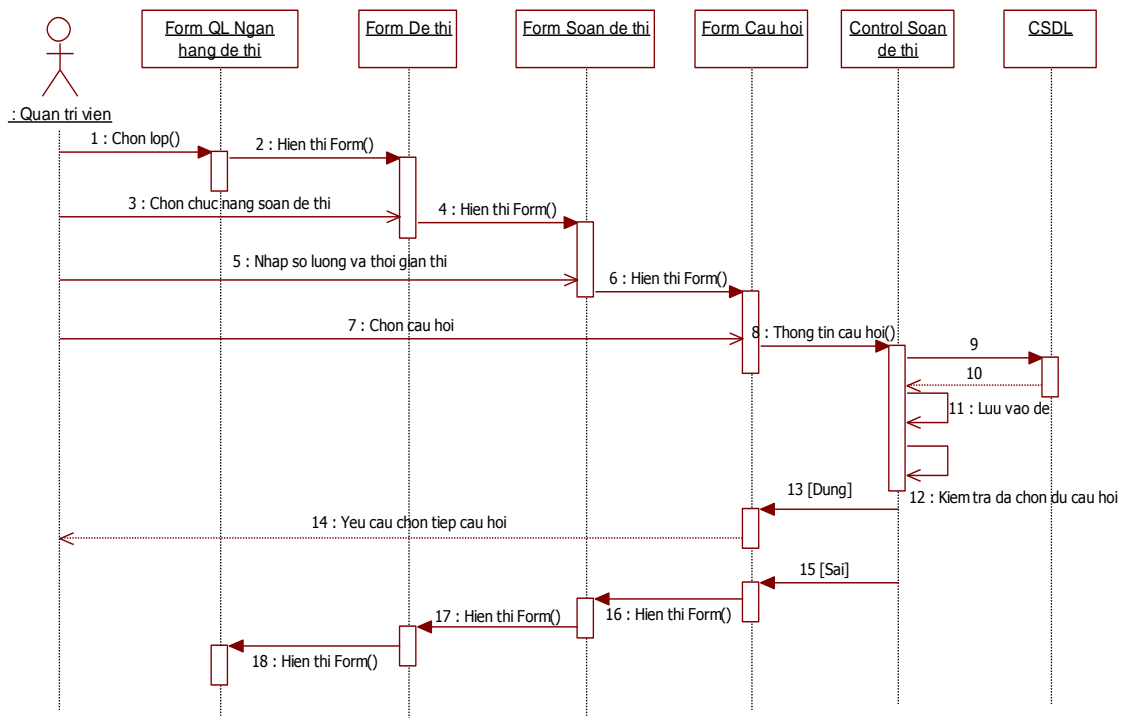 Form QL Ngan
hang de thi
Form De thi
Form Soan de thi
Form Cau hoi
Control Soan
de thi
CSDL
: Quan tri vien
1 : Chon lop()
2 : Hien thi Form()
3 : Chon chuc nang soan de thi
4 : Hien thi Form()
5 : Nhap so luong va thoi gian thi
6 : Hien thi Form()
7 : Chon cau hoi
8 : Thong tin cau hoi()
9
10
11 : Luu vao de
12 : Kiem tra da chon du cau hoi
13 [Dung]
14 : Yeu cau chon tiep cau hoi
15 [Sai]
16 : Hien thi Form()
17 : Hien thi Form()
18 : Hien thi Form()